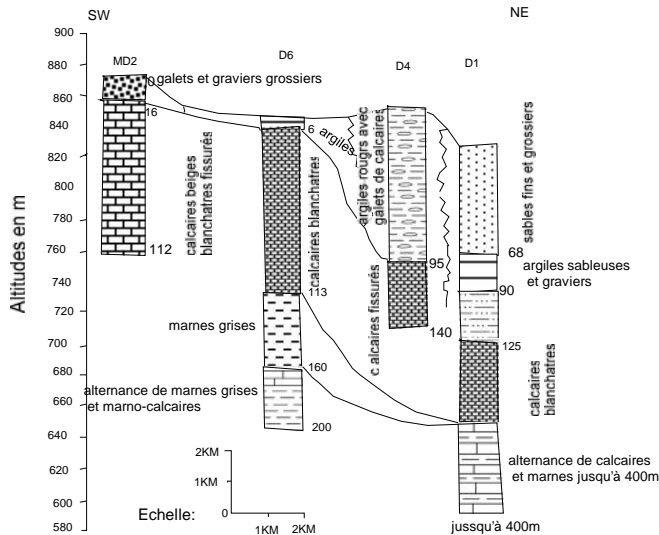 SW
NE
900
880
860
840
820
800
780
760
740
720
700
680
660
640
620
600
580
Altitudes en m
MD2
D6
D4
D1
0
galets et graviers grossiers
16
112
calcaires beiges
blanchatres fissurés
6
argiles
calcaires blanchatres
113
marnes grises
160
alternance de marnes grises
et marno-calcaires
200
argiles rougrs avec
galets de calcaires
95
c alcaires fissurés
140
sables fins et grossiers
68
argiles sableuses
et graviers
90
125
calcaires
blanchatres
alternance de calcaires
et marnes jusqu'à 400m
jussqu'à 400m
Echelle:
2KM
1KM
0
1KM
2KM